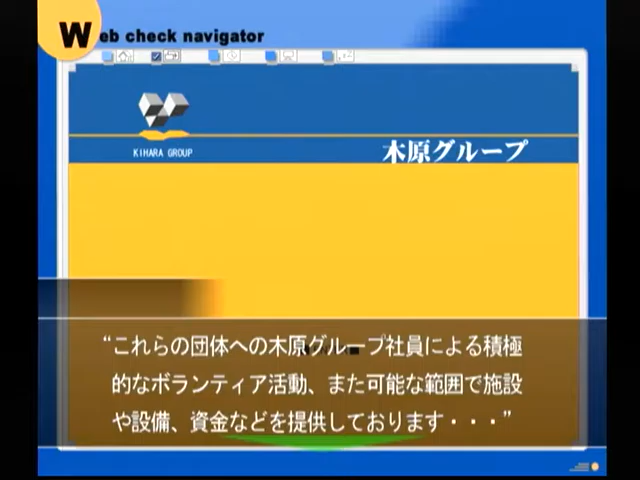 Web check navigator
KIHARA GROUP
木原グループ
“これらの団体への木原グループ社員による積極
的なボランティア活動、また可能な範囲で施設
や設備、資金などを提供しております・・・”